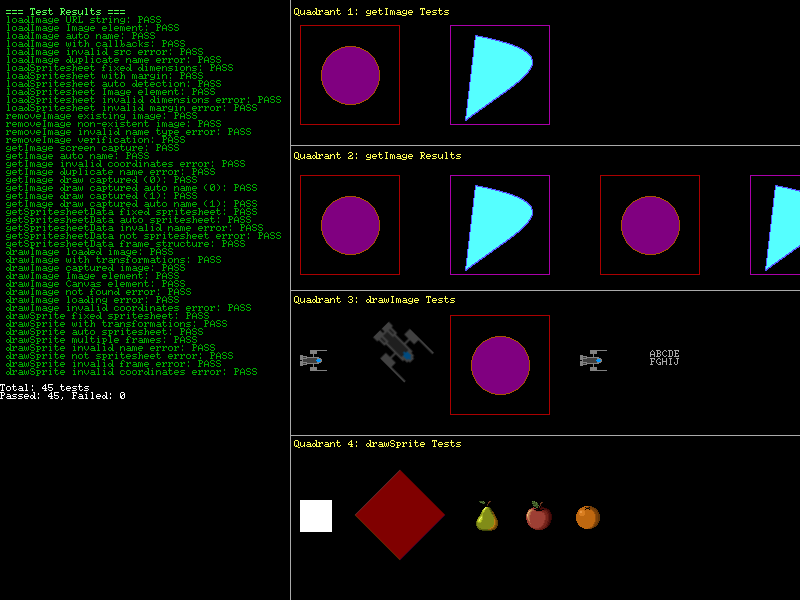 === Test Results ===
loadImage URL string: PASS
loadImage Image element: PASS
loadImage auto name: PASS
loadImage with callbacks: PASS
loadImage invalid src error: PASS
loadImage duplicate name error: PASS
loadSpritesheet fixed dimensions: PASS
loadSpritesheet with margin: PASS
loadSpritesheet auto detection: PASS
loadSpritesheet Image element: PASS
loadSpritesheet invalid dimensions error: PASS
loadSpritesheet invalid margin error: PASS
removeImage existing image: PASS
removeImage non-existent image: PASS
removeImage invalid name type error: PASS
removeImage verification: PASS
getImage screen capture: PASS
getImage auto name: PASS
getImage invalid coordinates error: PASS
getImage duplicate name error: PASS
getImage draw captured (0): PASS
getImage draw captured auto name (0): PASS
getImage draw captured (1): PASS
getImage draw captured auto name (1): PASS
getSpritesheetData fixed spritesheet: PASS
getSpritesheetData auto spritesheet: PASS
getSpritesheetData invalid name error: PASS
getSpritesheetData not spritesheet error: PASS
getSpritesheetData frame structure: PASS
drawImage loaded image: PASS
drawImage with transformations: PASS
drawImage captured image: PASS
drawImage Image element: PASS
drawImage Canvas element: PASS
drawImage not found error: PASS
drawImage loading error: PASS
drawImage invalid coordinates error: PASS
drawSprite fixed spritesheet: PASS
drawSprite with transformations: PASS
drawSprite auto spritesheet: PASS
drawSprite multiple frames: PASS
drawSprite invalid name error: PASS
drawSprite not spritesheet error: PASS
drawSprite invalid frame error: PASS
drawSprite invalid coordinates error: PASS
Total: 45 tests
Passed: 45, Failed: 0
Quadrant 1: getImage Tests
Quadrant 2: getImage Results
Quadrant 3: drawImage Tests
ABCDE
FGHIJ
Quadrant 4: drawSprite Tests